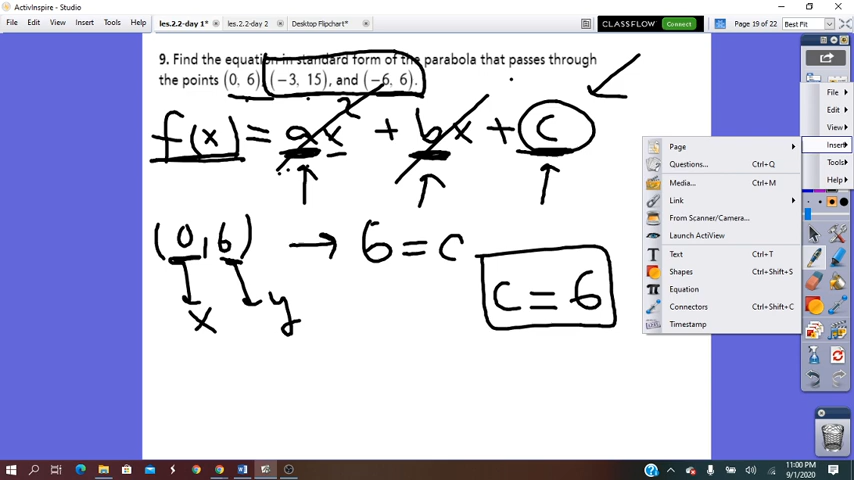 ActivInspire - Studio
File Edit View Insert Tools Help les.2.2-day 1* les.2.2-day 2 Desktop Flipchart* CLASSFLOW Connect Page 19 of 22 Best Fit
9. Find the equation in standard form of the parabola that passes through
the points (0, 6), (−3, 15), and (−6, 6).
f(x) = ax² + bx + c
(0, 6) → 6 = c
c = 6
x y
File
Edit
View
Insert
Tools
Help
Page
Questions... Ctrl+Q
Media... Ctrl+M
Link
From Scanner/Camera...
Launch ActiView
Text Ctrl+T
Shapes Ctrl+Shift+S
Equation
Connectors Ctrl+Shift+C
Timestamp
11:00 PM
9/1/2020